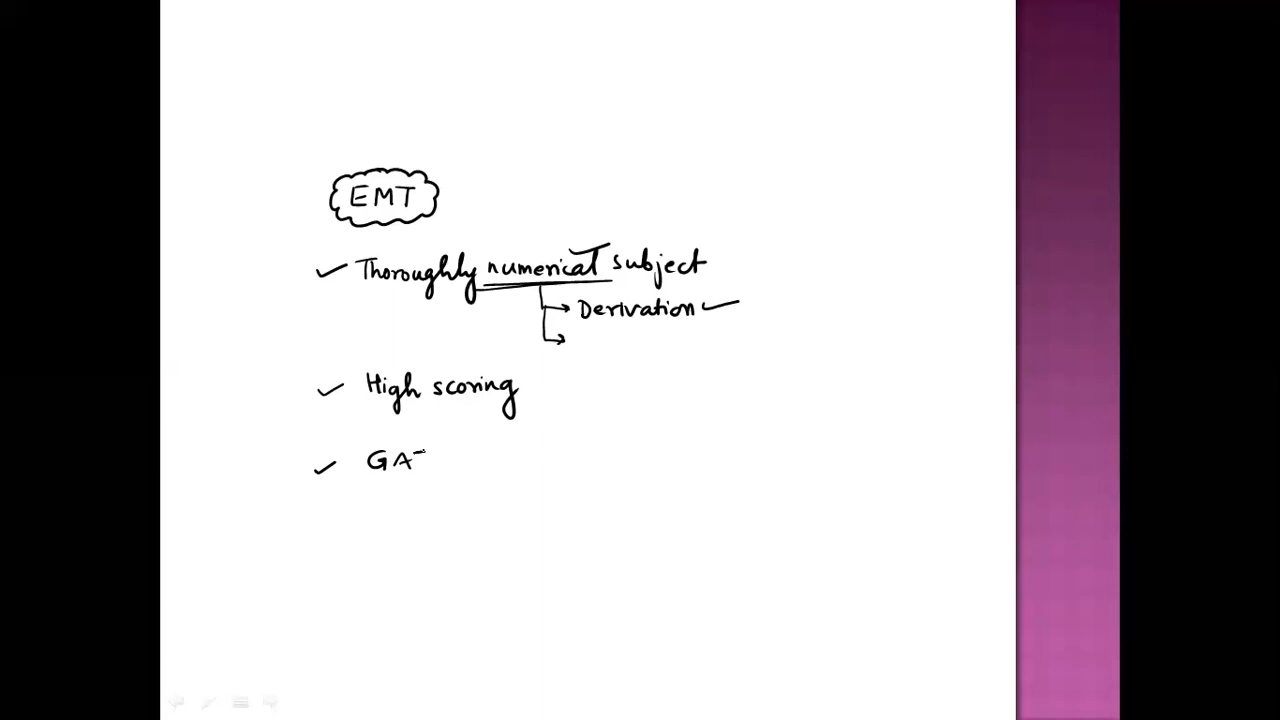 EMT
Thoroughly numerical subject
Derivation
High scoring
GA